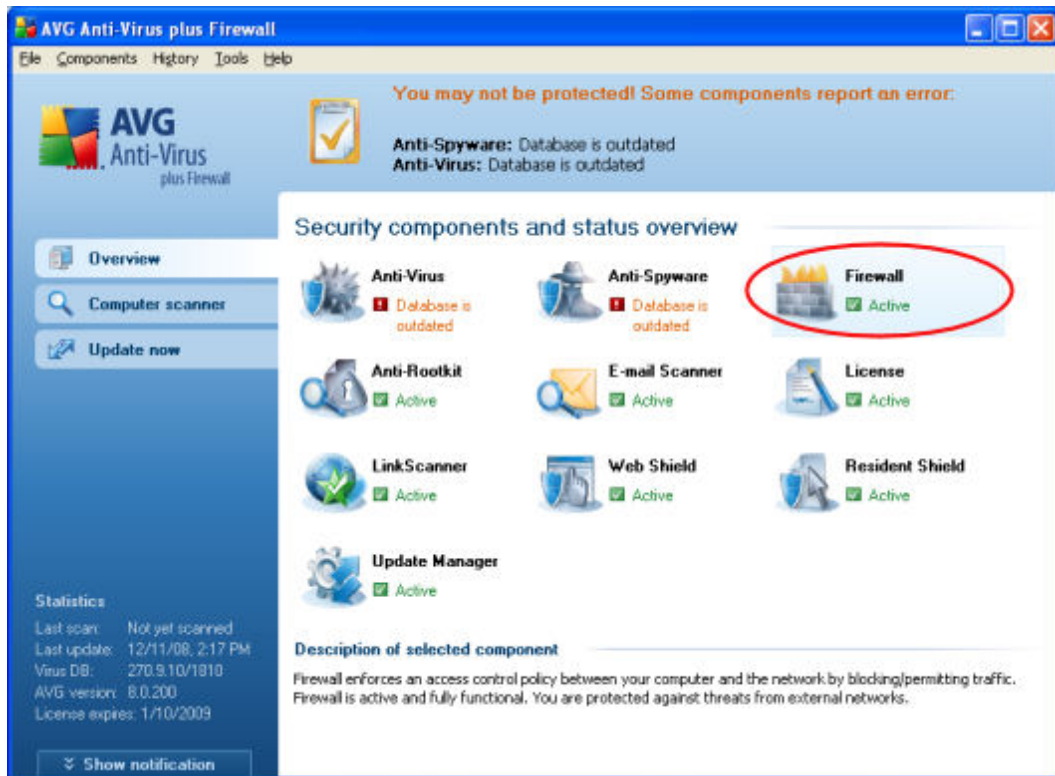 AVG Anti-Virus plus Firewall
File Components History Tools Help
AVG
Anti-Virus
plus Firewall
You may not be protected! Some components report an error:
Anti-Spyware: Database is outdated
Anti-Virus: Database is outdated
Overview
Computer scanner
Update now
Security components and status overview
Anti-Virus
Database is
outdated
Anti-Spyware
Database is
outdated
Firewall
Active
Anti-Rootkit
Active
E-mail Scanner
Active
License
Active
LinkScanner
Active
Web Shield
Active
Resident Shield
Active
Update Manager
Active
Statistics
Last scan: Not yet scanned
Last update: 12/11/08, 2:17 PM
Virus DB: 270.9.10/1810
AVG version: 8.0.200
License expires: 1/10/2009
Show notification
Description of selected component
Firewall enforces an access control policy between your computer and the network by blocking/permitting traffic.
Firewall is active and fully functional. You are protected against threats from external networks.